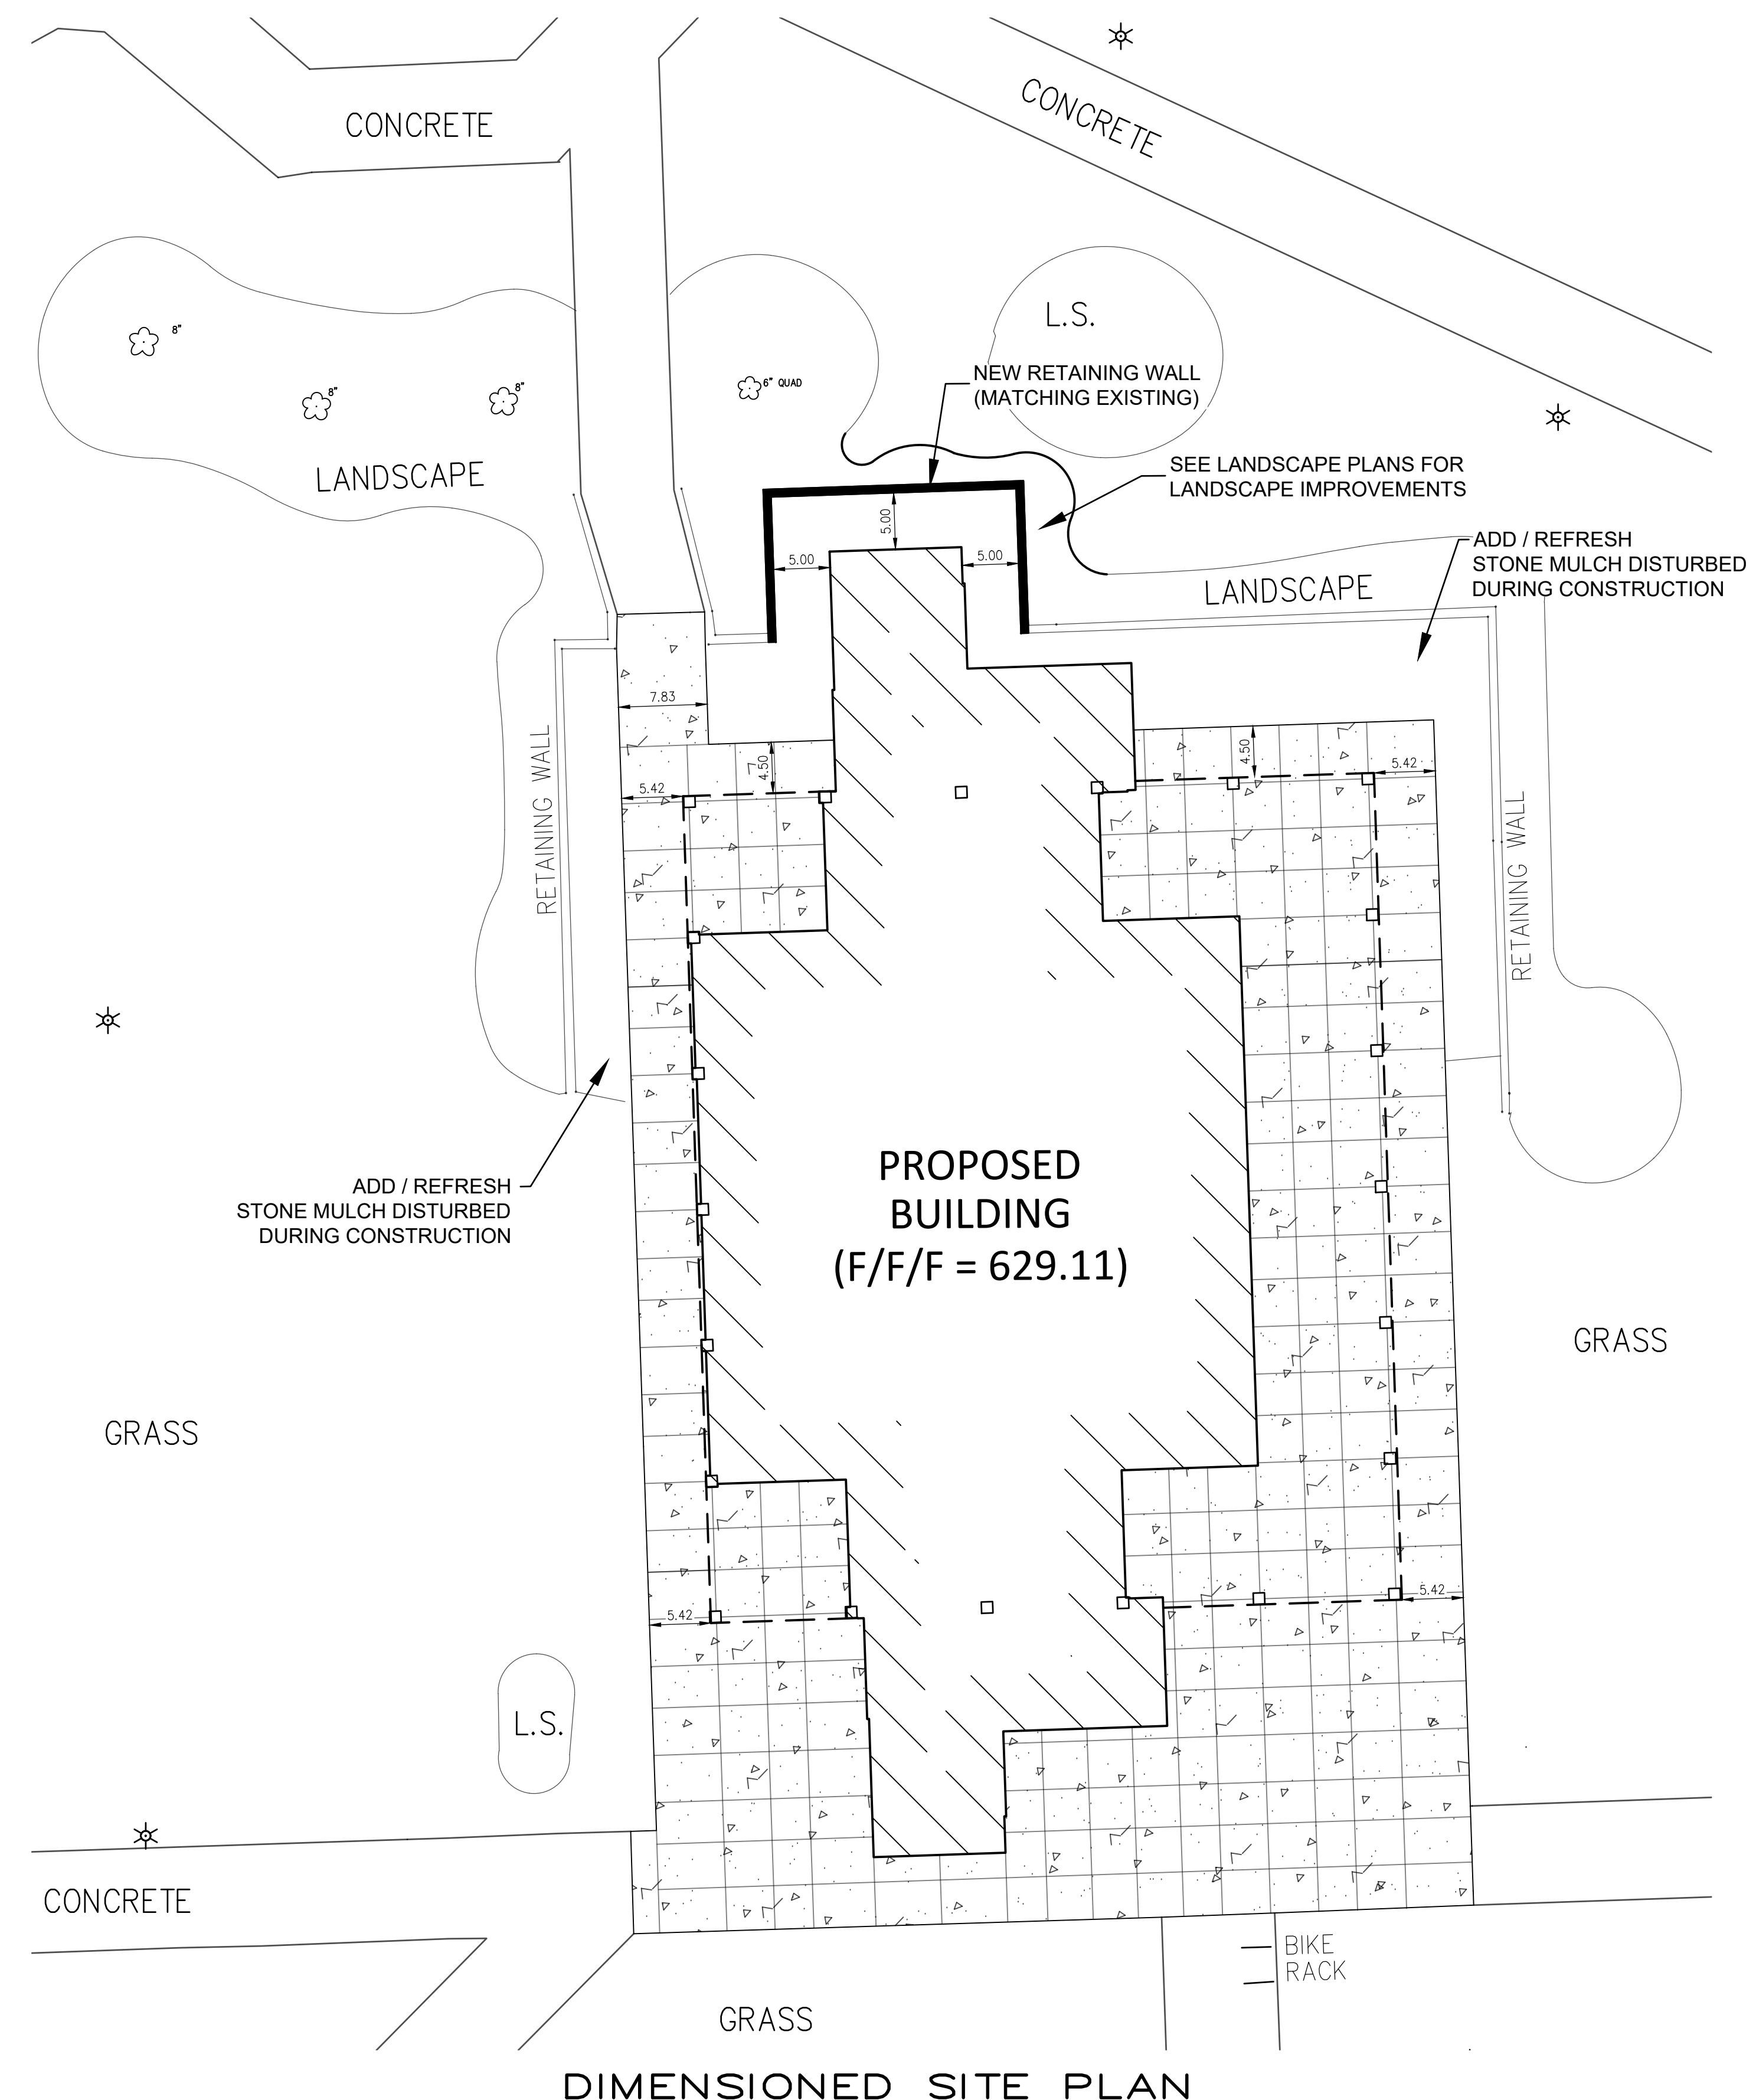 CONCRETE
CONCRETE
8"
8"
8"
6" QUAD
L.S.
NEW RETAINING WALL
(MATCHING EXISTING)
LANDSCAPE
SEE LANDSCAPE PLANS FOR
LANDSCAPE IMPROVEMENTS
5.00
5.00
5.00
ADD / REFRESH
STONE MULCH DISTURBED
DURING CONSTRUCTION
LANDSCAPE
7.83
4.50
4.50
5.42
5.42
RETAINING WALL
RETAINING WALL
PROPOSED
BUILDING
(F/F/F = 629.11)
ADD / REFRESH
STONE MULCH DISTURBED
DURING CONSTRUCTION
GRASS
GRASS
5.42
5.42
L.S.
CONCRETE
BIKE
RACK
GRASS
DIMENSIONED SITE PLAN